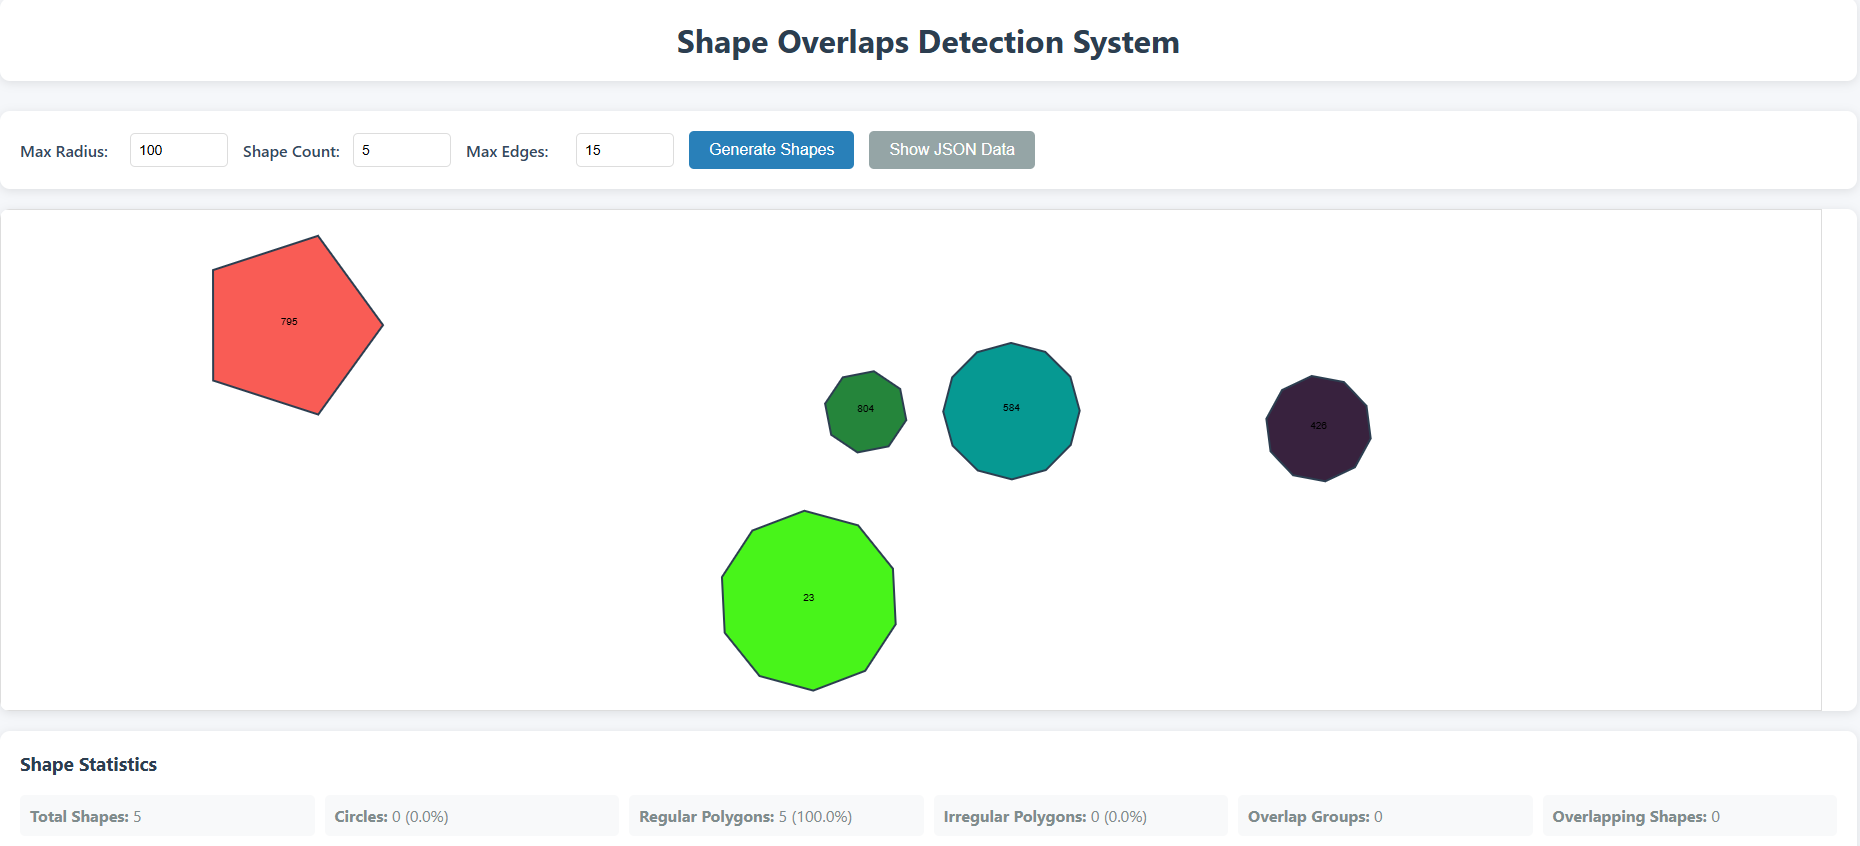 Shape Overlaps Detection System
Max Radius: 100 Shape Count: 5 Max Edges: 15 Generate Shapes Show JSON Data
795
804
584
426
23
Shape Statistics
Total Shapes: 5 Circles: 0 (0.0%) Regular Polygons: 5 (100.0%) Irregular Polygons: 0 (0.0%) Overlap Groups: 0 Overlapping Shapes: 0